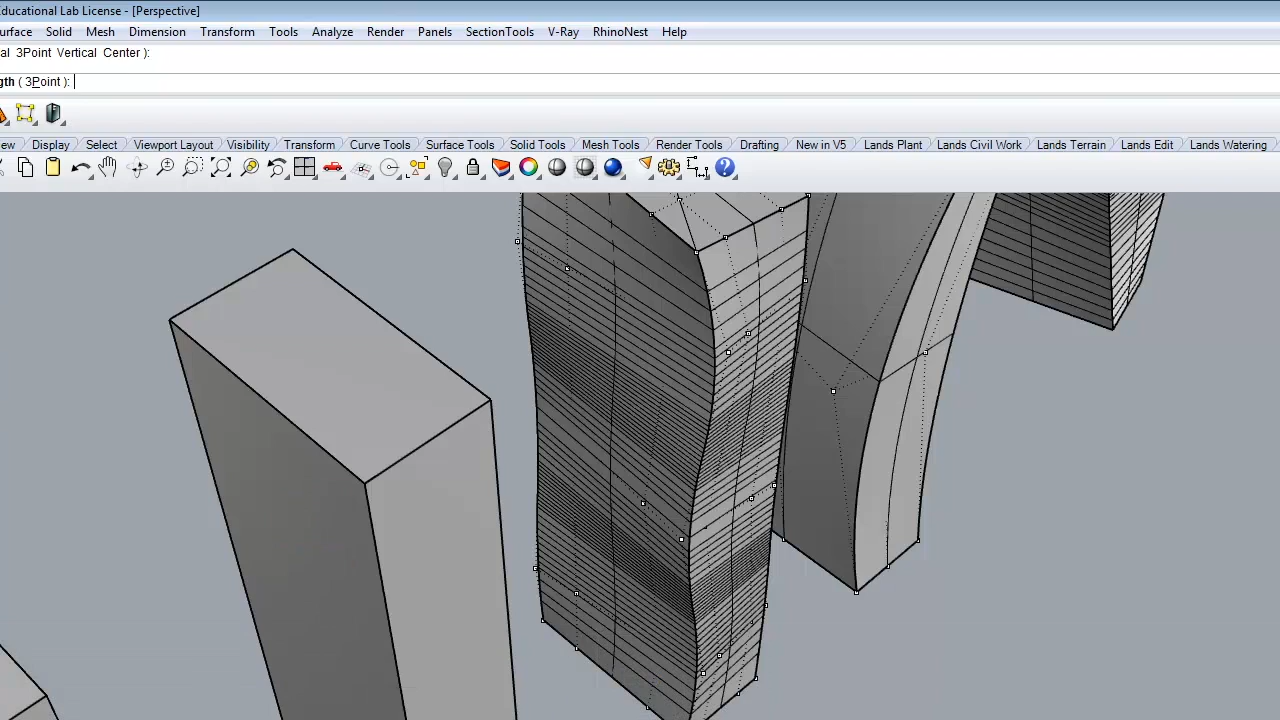 Educational Lab License - [Perspective]
urface Solid Mesh Dimension Transform Tools Analyze Render Panels SectionTools V-Ray RhinoNest Help
al 3Point Vertical Center ):
gth ( 3Point ):
ew Display Select Viewport Layout Visibility Transform Curve Tools Surface Tools Solid Tools Mesh Tools Render Tools Drafting New in V5 Lands Plant Lands Civil Work Lands Terrain Lands Edit Lands Watering